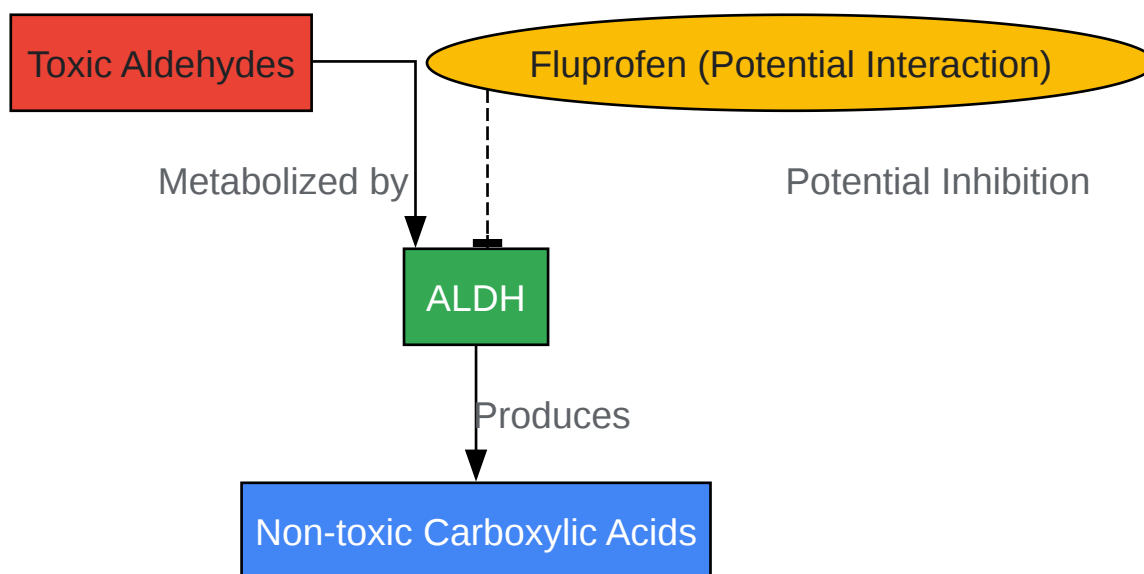 Toxic Aldehydes
Fluprofen (Potential Interaction)
Metabolized by
Potential Inhibition
ALDH
Produces
Non-toxic Carboxylic Acids